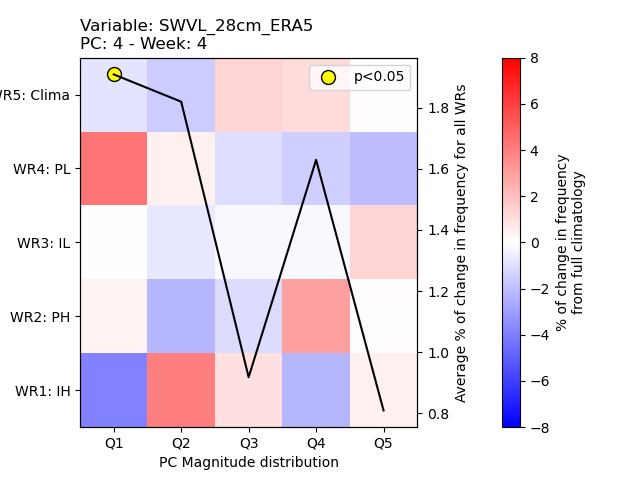 Variable: SWVL_28cm_ERA5
PC: 4 - Week: 4
p<0.05
WR5: Clima
WR4: PL
WR3: IL
WR2: PH
WR1: IH
Q1 Q2 Q3 Q4 Q5
PC Magnitude distribution
1.8
1.6
1.4
1.2
1.0
0.8
Average % of change in frequency for all WRs
8
6
4
2
0
−2
−4
−6
−8
% of change in frequency
from full climatology